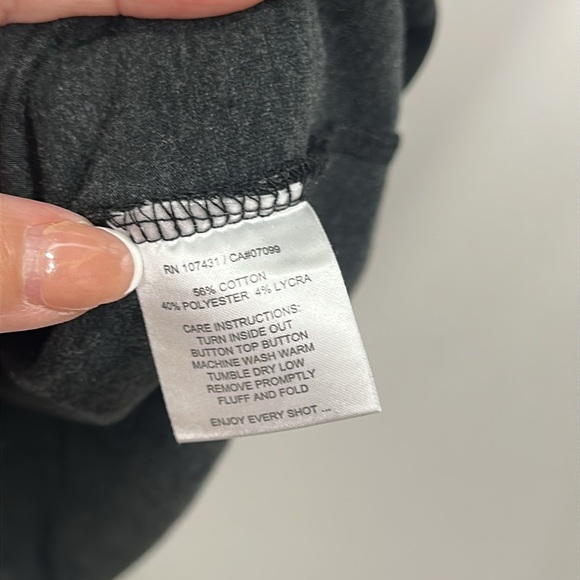 RN 107431 / CA#07099
56% COTTON
40% POLYESTER 4% LYCRA
CARE INSTRUCTIONS:
TURN INSIDE OUT
BUTTON TOP BUTTON
MACHINE WASH WARM
TUMBLE DRY LOW
REMOVE PROMPTLY
FLUFF AND FOLD
ENJOY EVERY SHOT ...